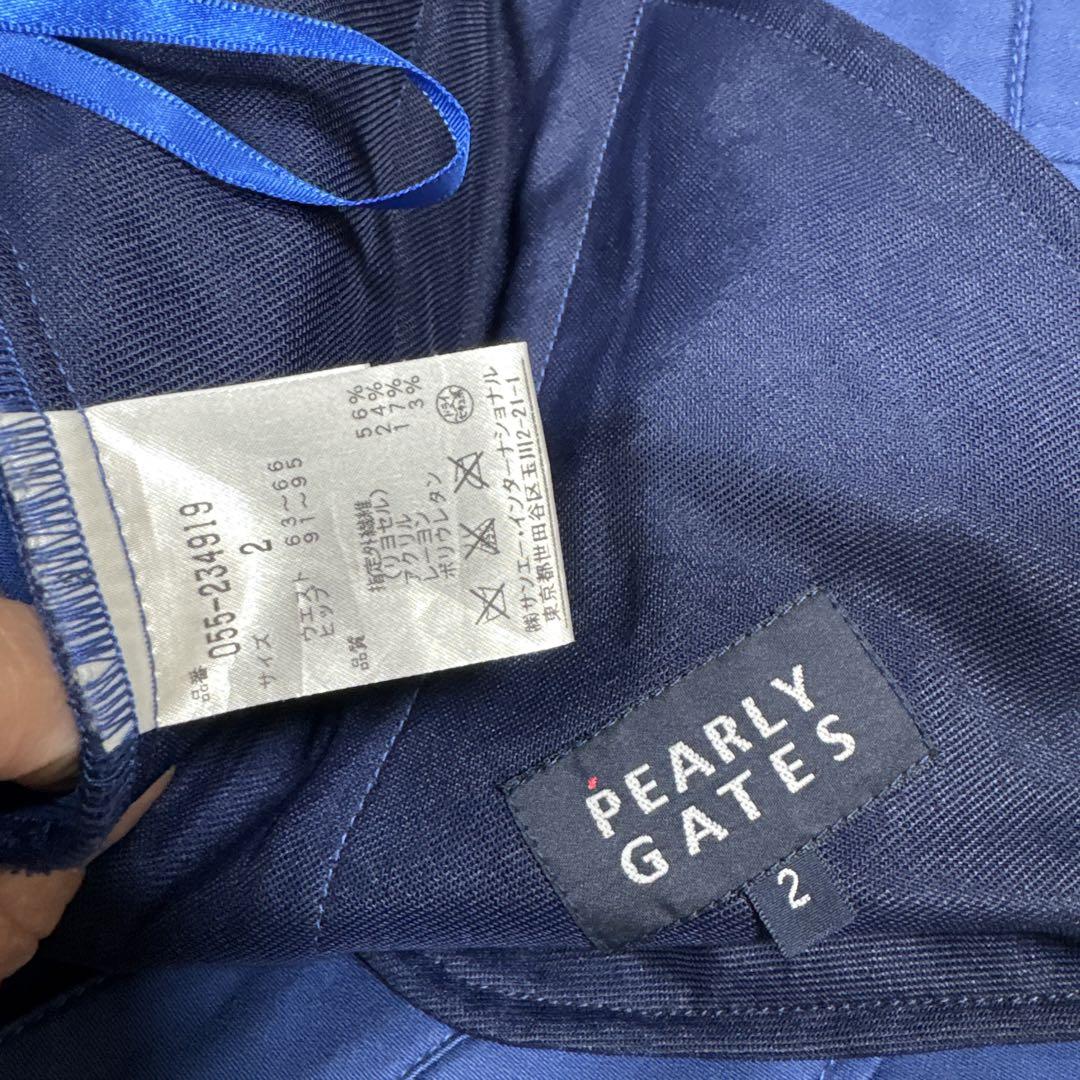 品番
055-234919
サイズ 2
ウエスト 63～66
ヒップ 91～95
品質
指定外繊維
(リヨセル) 56%
アクリル 24%
レーヨン 17%
ポリウレタン 3%
㈱サンエー・インターナショナル
東京都世田谷区玉川2-21-1
PEARLY
GATES
2